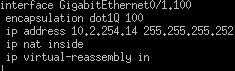 interface GigabitEthernet0/1.100
encapsulation dot1Q 100
ip address 10.2.254.14 255.255.255.252
ip nat inside
ip virtual-reassembly in